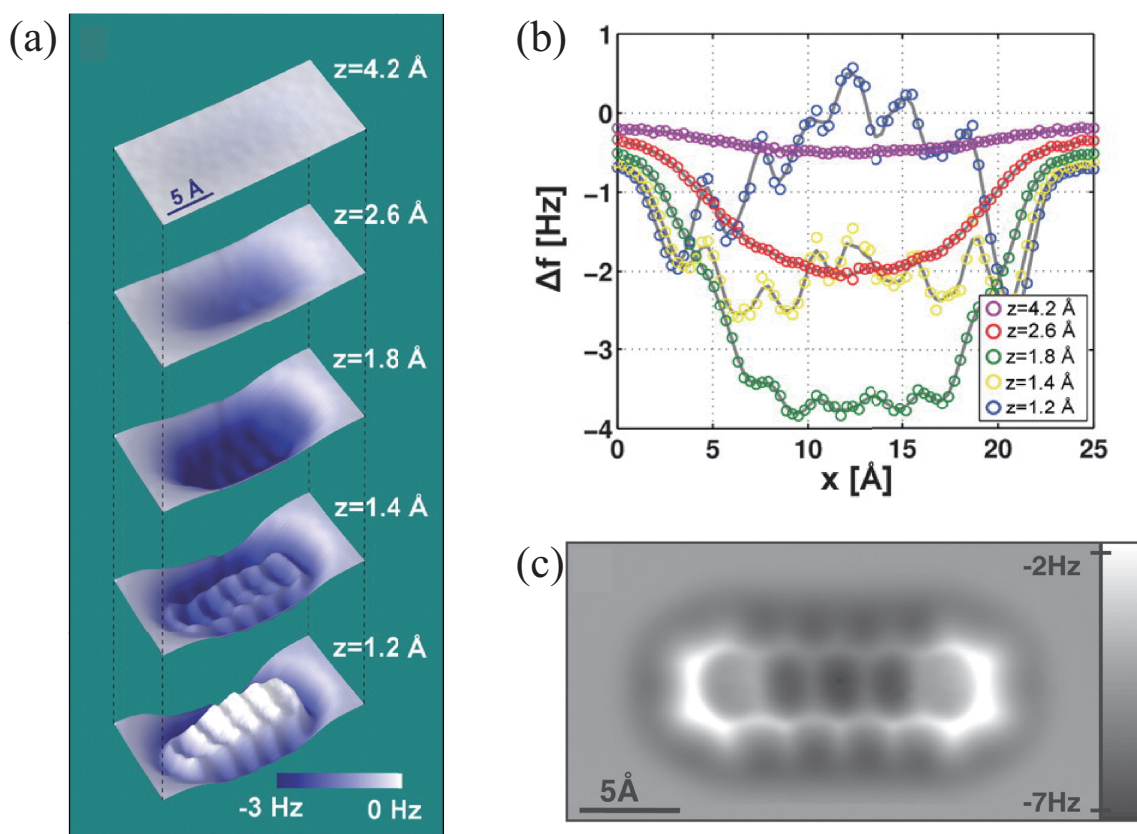 (a)
z=4.2 Å
5 Å
z=2.6 Å
z=1.8 Å
z=1.4 Å
z=1.2 Å
-3 Hz
0 Hz
(b)
1
0
−1
−2
−3
−4
Δf [Hz]
0
5
10
15
20
25
x [Å]
z=4.2 Å
z=2.6 Å
z=1.8 Å
z=1.4 Å
z=1.2 Å
(c)
-2Hz
5Å
-7Hz